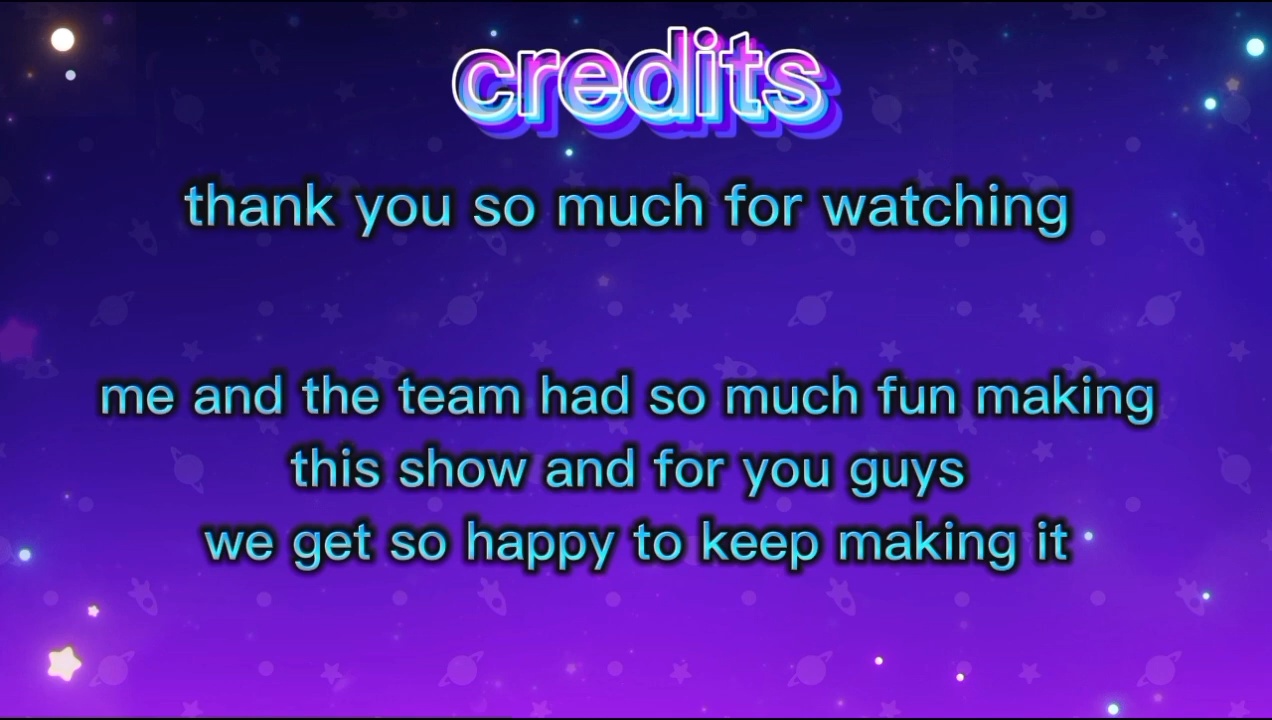 credits
thank you so much for watching
me and the team had so much fun making
this show and for you guys
we get so happy to keep making it